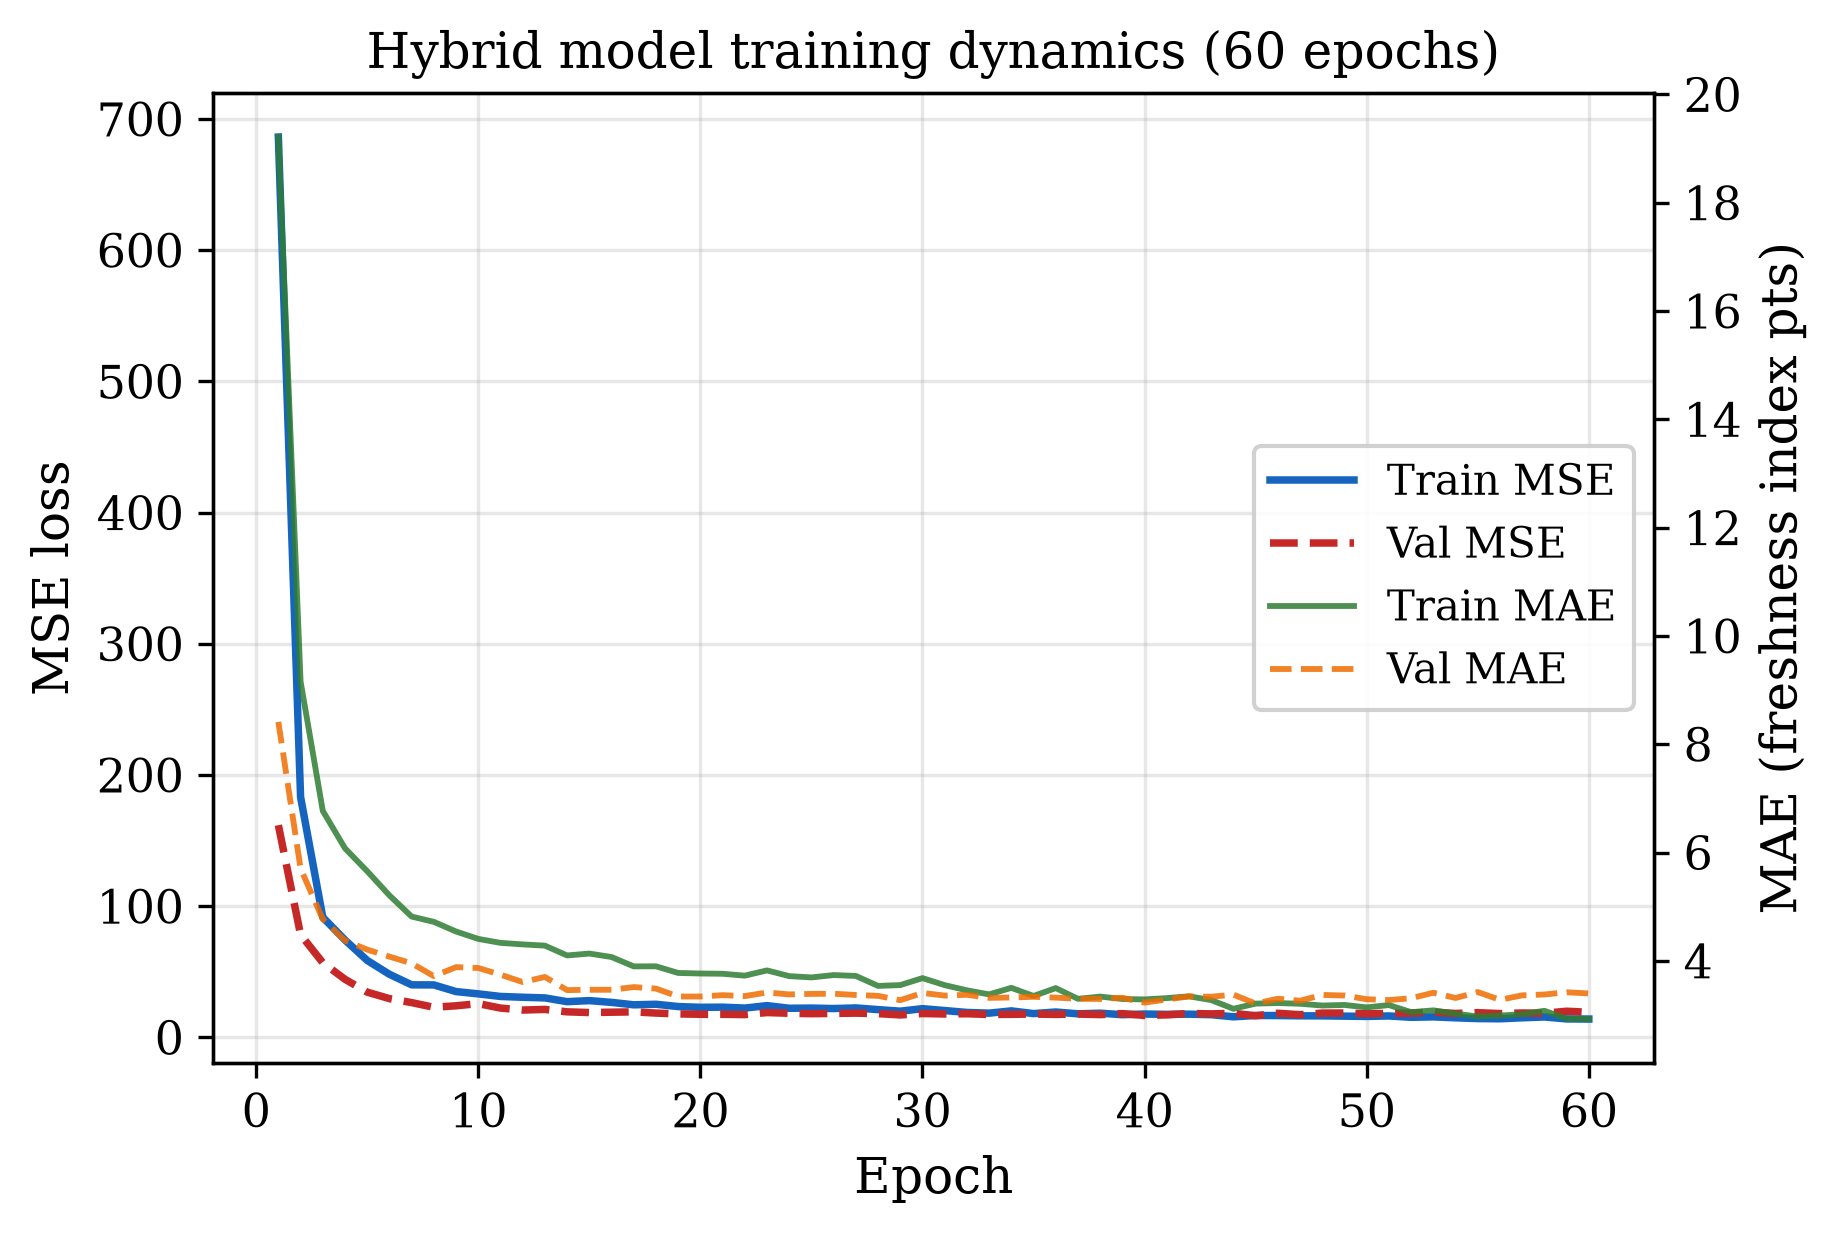 Hybrid model training dynamics (60 epochs)
MSE loss
700
600
500
400
300
200
100
0
20
18
16
14
12
10
8
6
4
MAE (freshness index pts)
Train MSE
Val MSE
Train MAE
Val MAE
0 10 20 30 40 50 60
Epoch